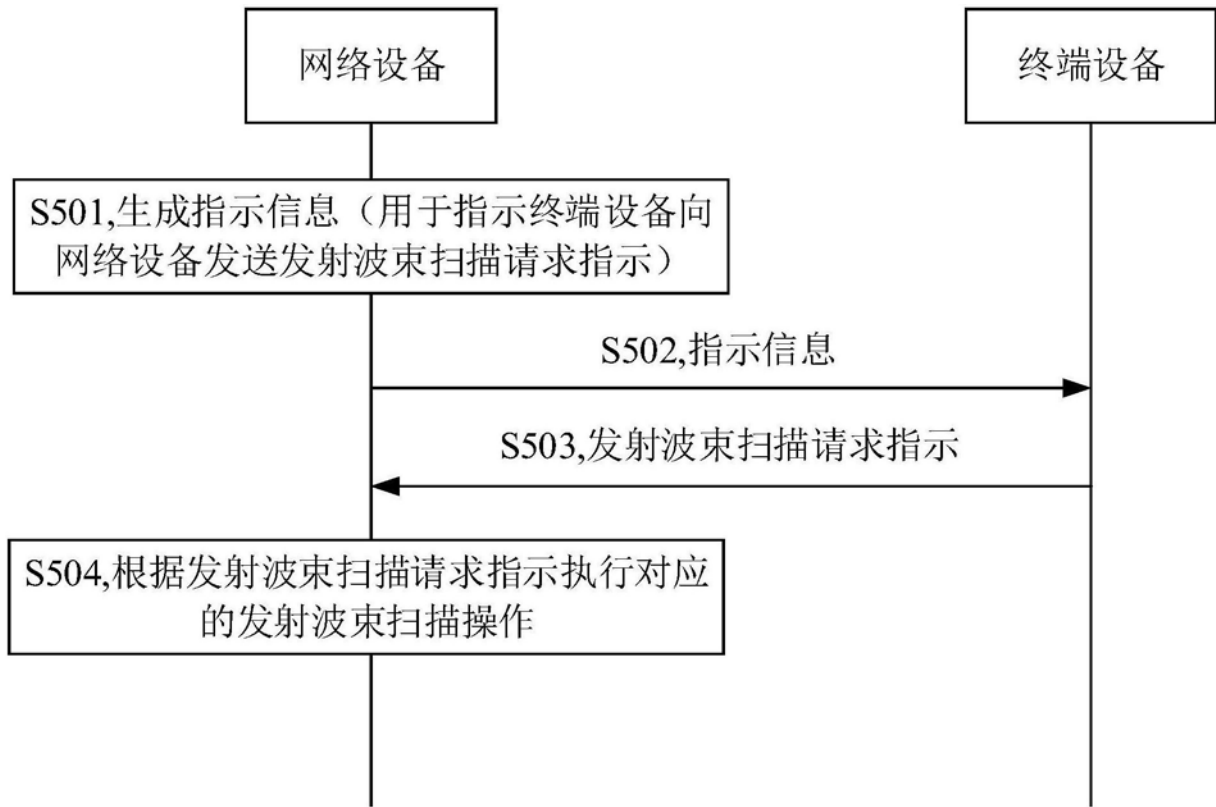 网络设备
终端设备
S501,生成指示信息（用于指示终端设备向
网络设备发送发射波束扫描请求指示）
S502,指示信息
S503,发射波束扫描请求指示
S504,根据发射波束扫描请求指示执行对应
的发射波束扫描操作